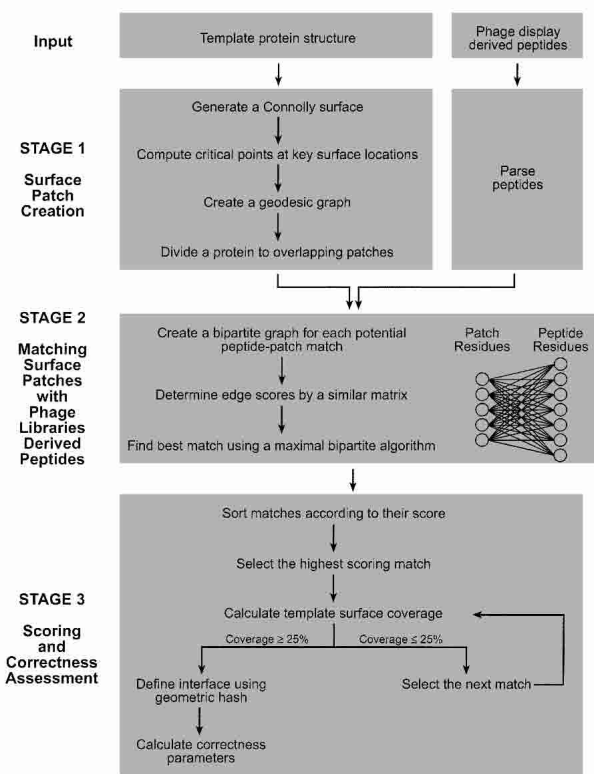 Input
Template protein structure
Phage display
derived peptides
STAGE 1
Surface
Patch
Creation
Generate a Connolly surface
Compute critical points at key surface locations
Create a geodesic graph
Divide a protein to overlapping patches
Parse
peptides
STAGE 2
Matching
Surface
Patches
with
Phage
Libraries
Derived
Peptides
Create a bipartite graph for each potential
peptide-patch match
Determine edge scores by a similar matrix
Find best match using a maximal bipartite algorithm
Patch
Residues
Peptide
Residues
STAGE 3
Scoring
and
Correctness
Assessment
Sort matches according to their score
Select the highest scoring match
Calculate template surface coverage
Coverage ≥ 25%
Coverage ≤ 25%
Define interface using
geometric hash
Select the next match
Calculate correctness
parameters